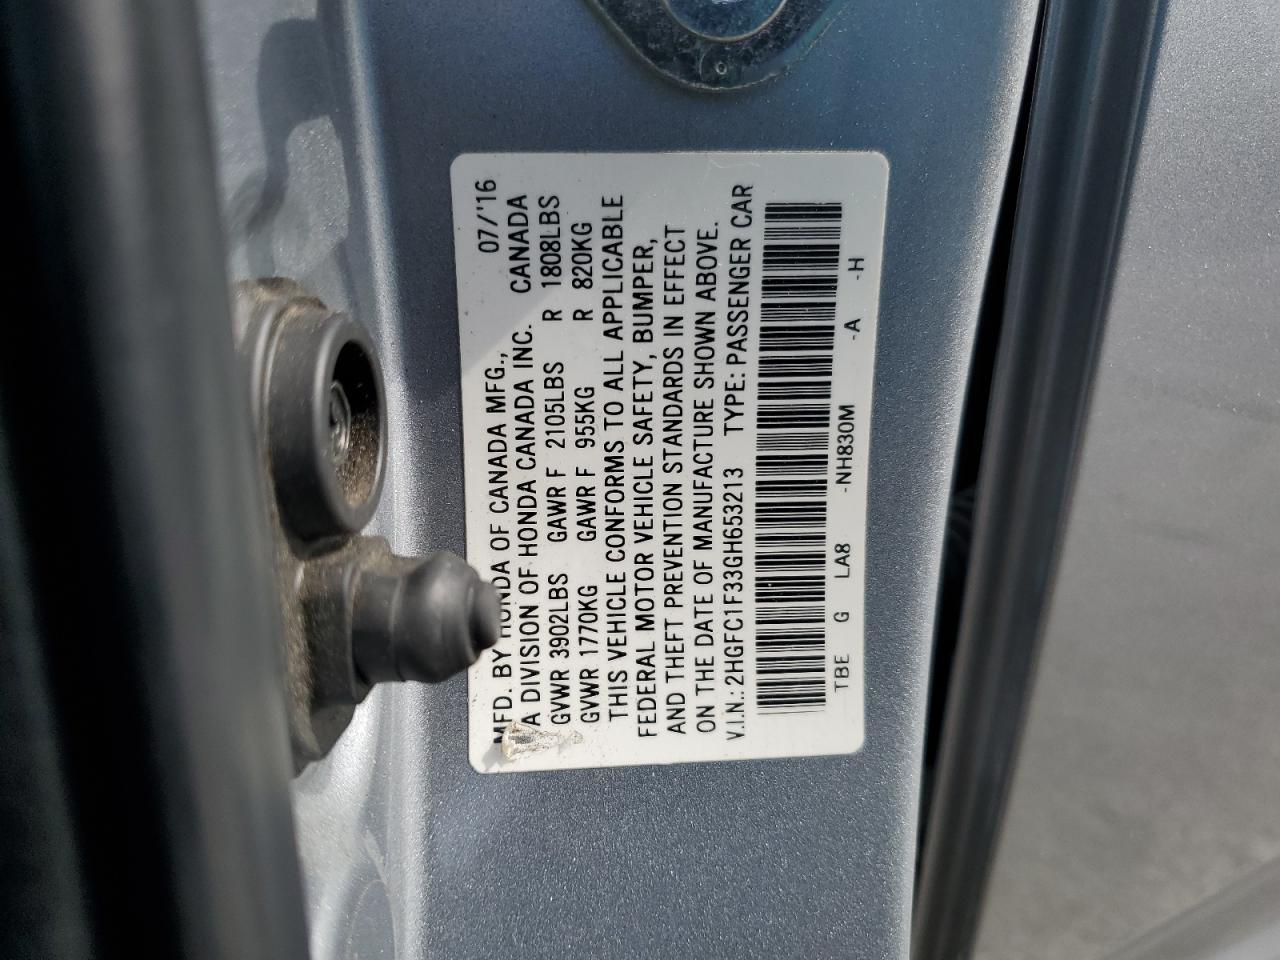 MFD. BY HONDA OF CANADA MFG., 07/'16
A DIVISION OF HONDA CANADA INC. CANADA
GVWR 3902LBS GAWR F 2105LBS R 1808LBS
GVWR 1770KG GAWR F 955KG R 820KG
THIS VEHICLE CONFORMS TO ALL APPLICABLE
FEDERAL MOTOR VEHICLE SAFETY, BUMPER,
AND THEFT PREVENTION STANDARDS IN EFFECT
ON THE DATE OF MANUFACTURE SHOWN ABOVE.
V.I.N.: 2HGFC1F33GH653213 TYPE: PASSENGER CAR
TBE G LA8 -NH830M -A -H